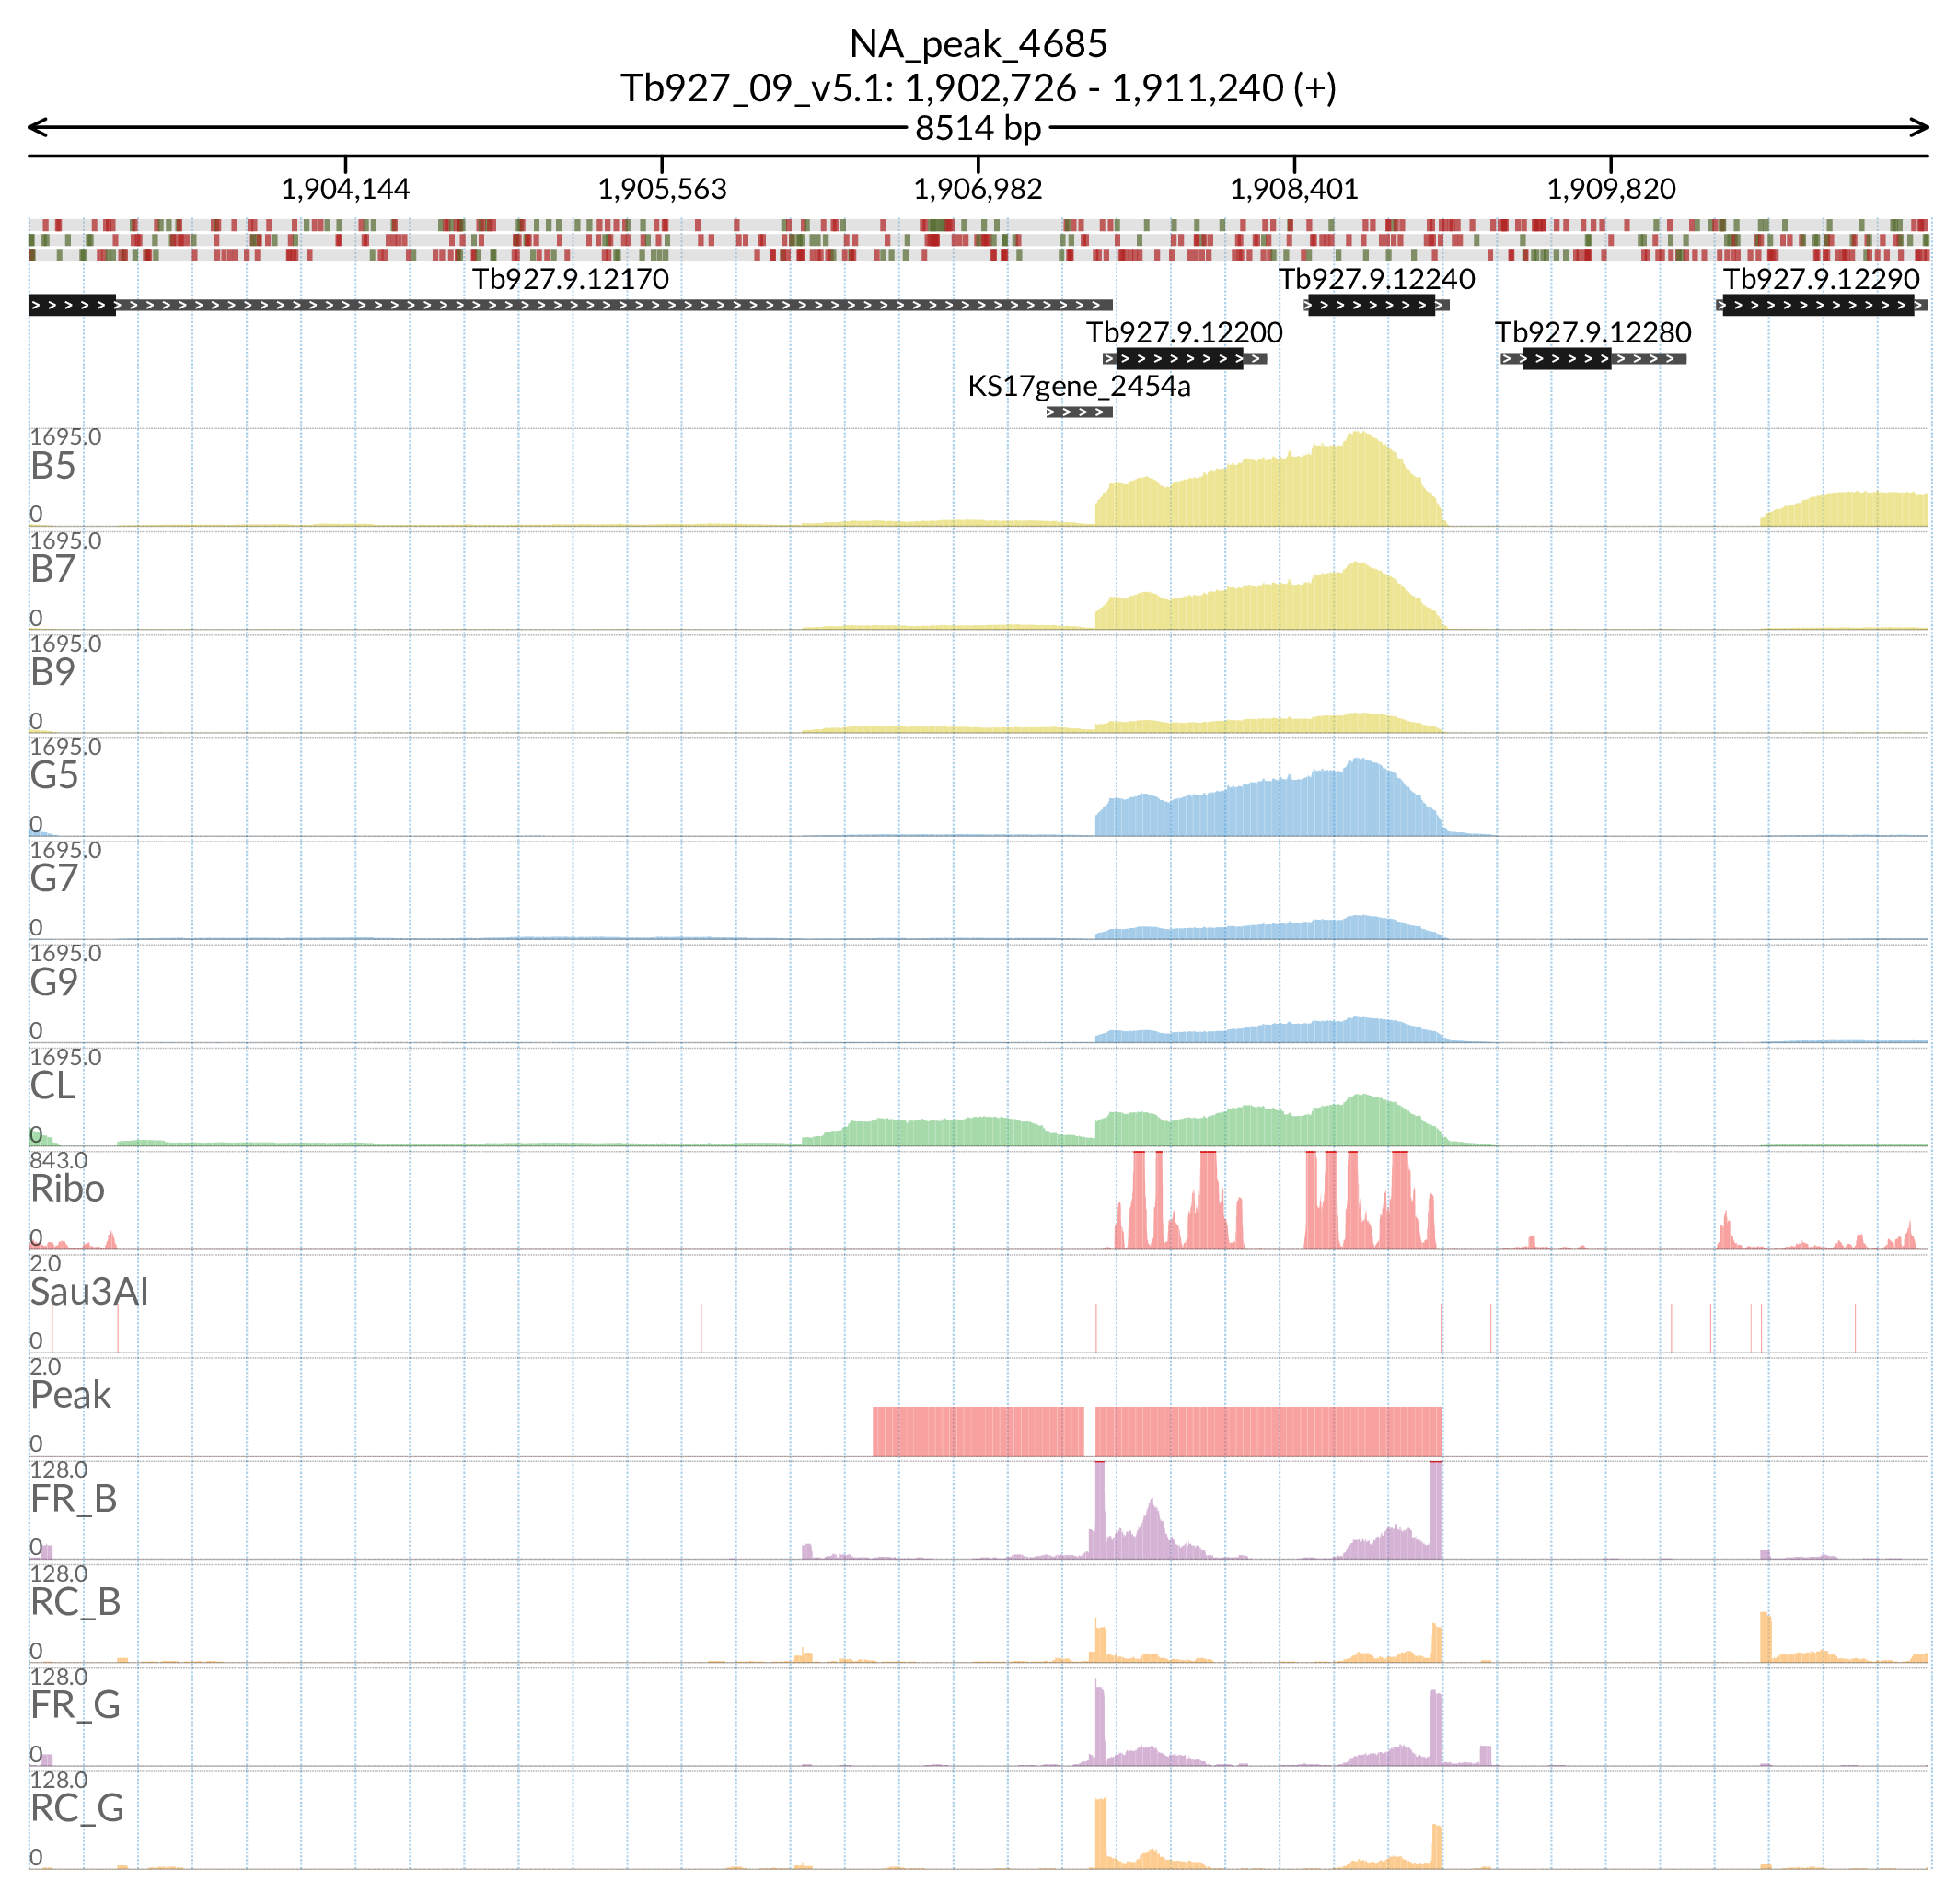 NA_peak_4685
Tb927_09_v5.1: 1,902,726 - 1,911,240 (+)
8514 bp
1,904,144 1,905,563 1,906,982 1,908,401 1,909,820
Tb927.9.12170 Tb927.9.12240 Tb927.9.12290
Tb927.9.12200 Tb927.9.12280
KS17gene_2454a
1695.0
B5
0
1695.0
B7
0
1695.0
B9
0
1695.0
G5
0
1695.0
G7
0
1695.0
G9
0
1695.0
CL
0
843.0
Ribo
0
2.0
Sau3AI
0
2.0
Peak
0
128.0
FR_B
0
128.0
RC_B
0
128.0
FR_G
0
128.0
RC_G
0